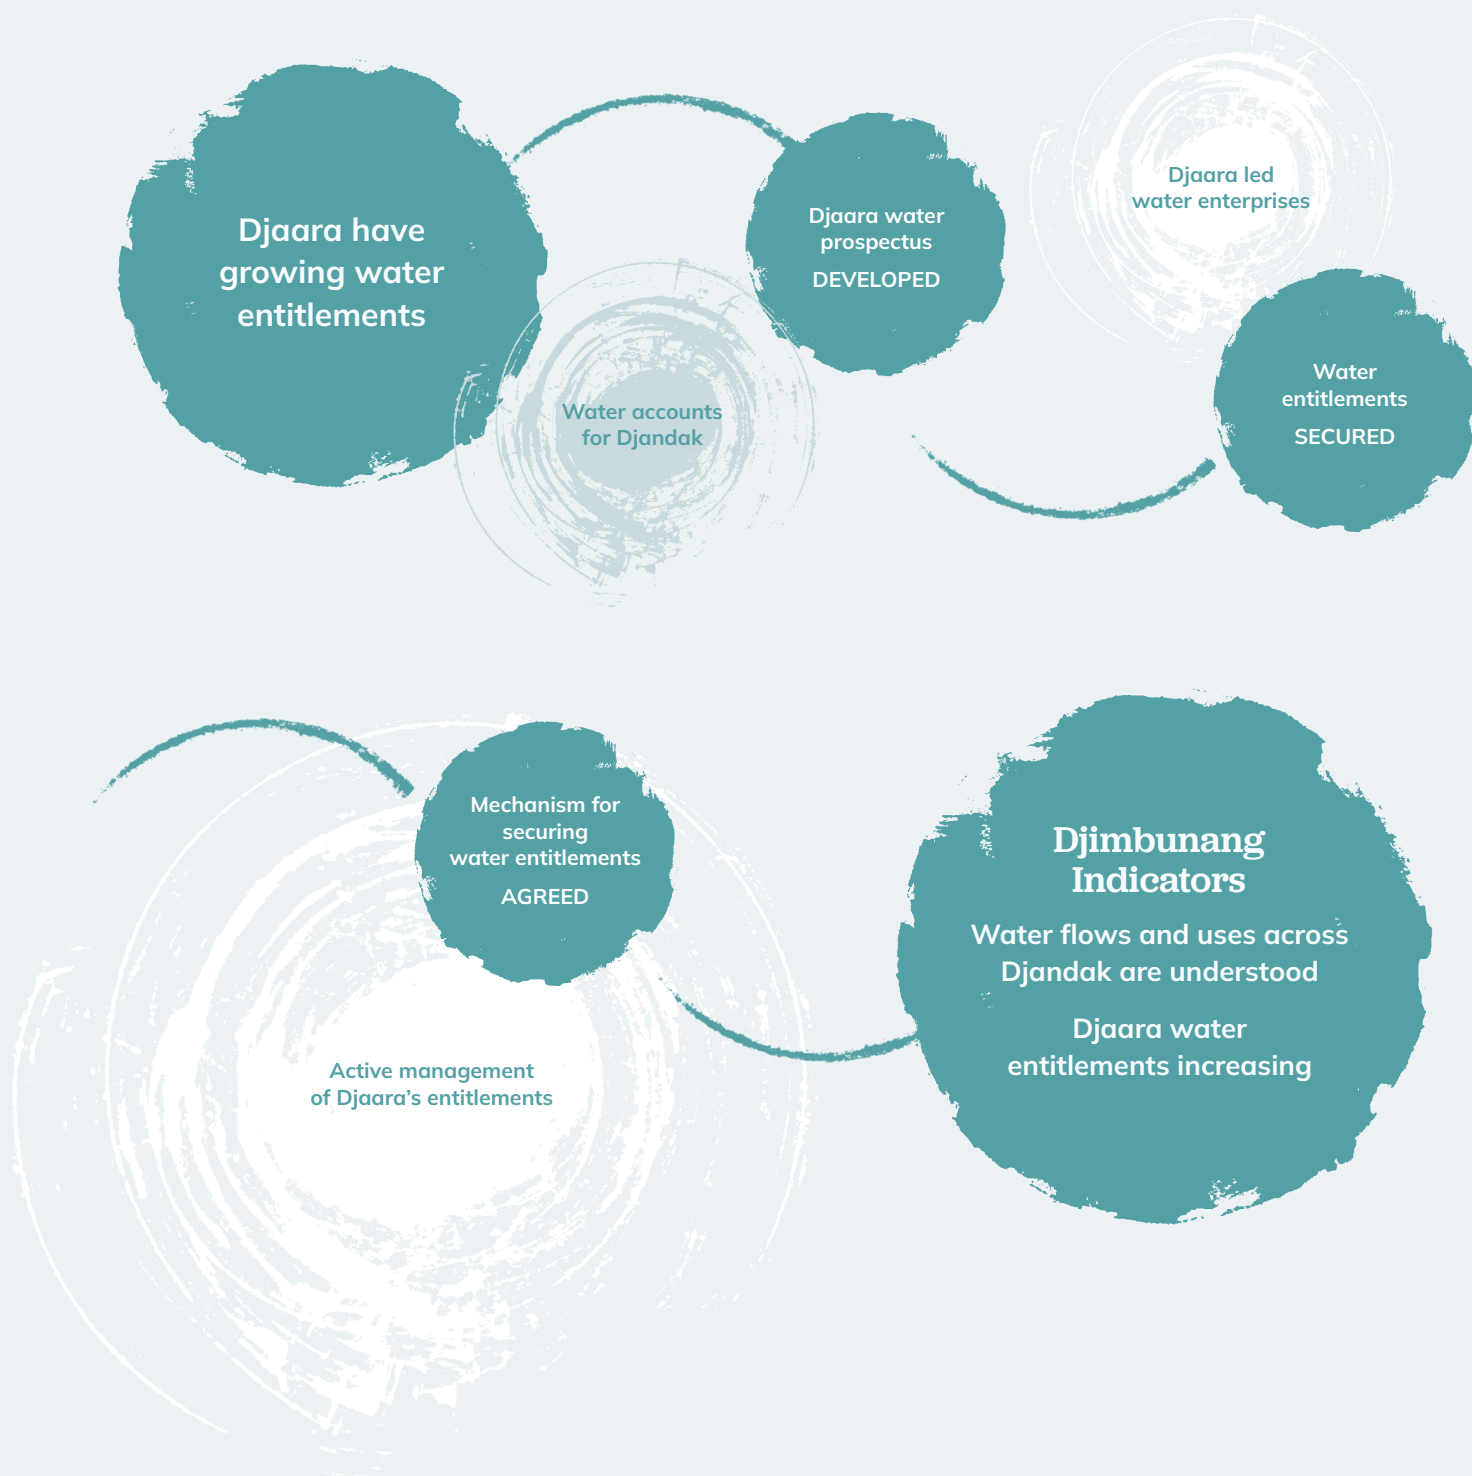 Djaara have
growing water
entitlements
Water accounts
for Djandak
Djaara water
prospectus
DEVELOPED
Djaara led
water enterprises
Water
entitlements
SECURED
Mechanism for
securing
water entitlements
AGREED
Active management
of Djaara’s entitlements
Djimbunang
Indicators
Water flows and uses across
Djandak are understood
Djaara water
entitlements increasing